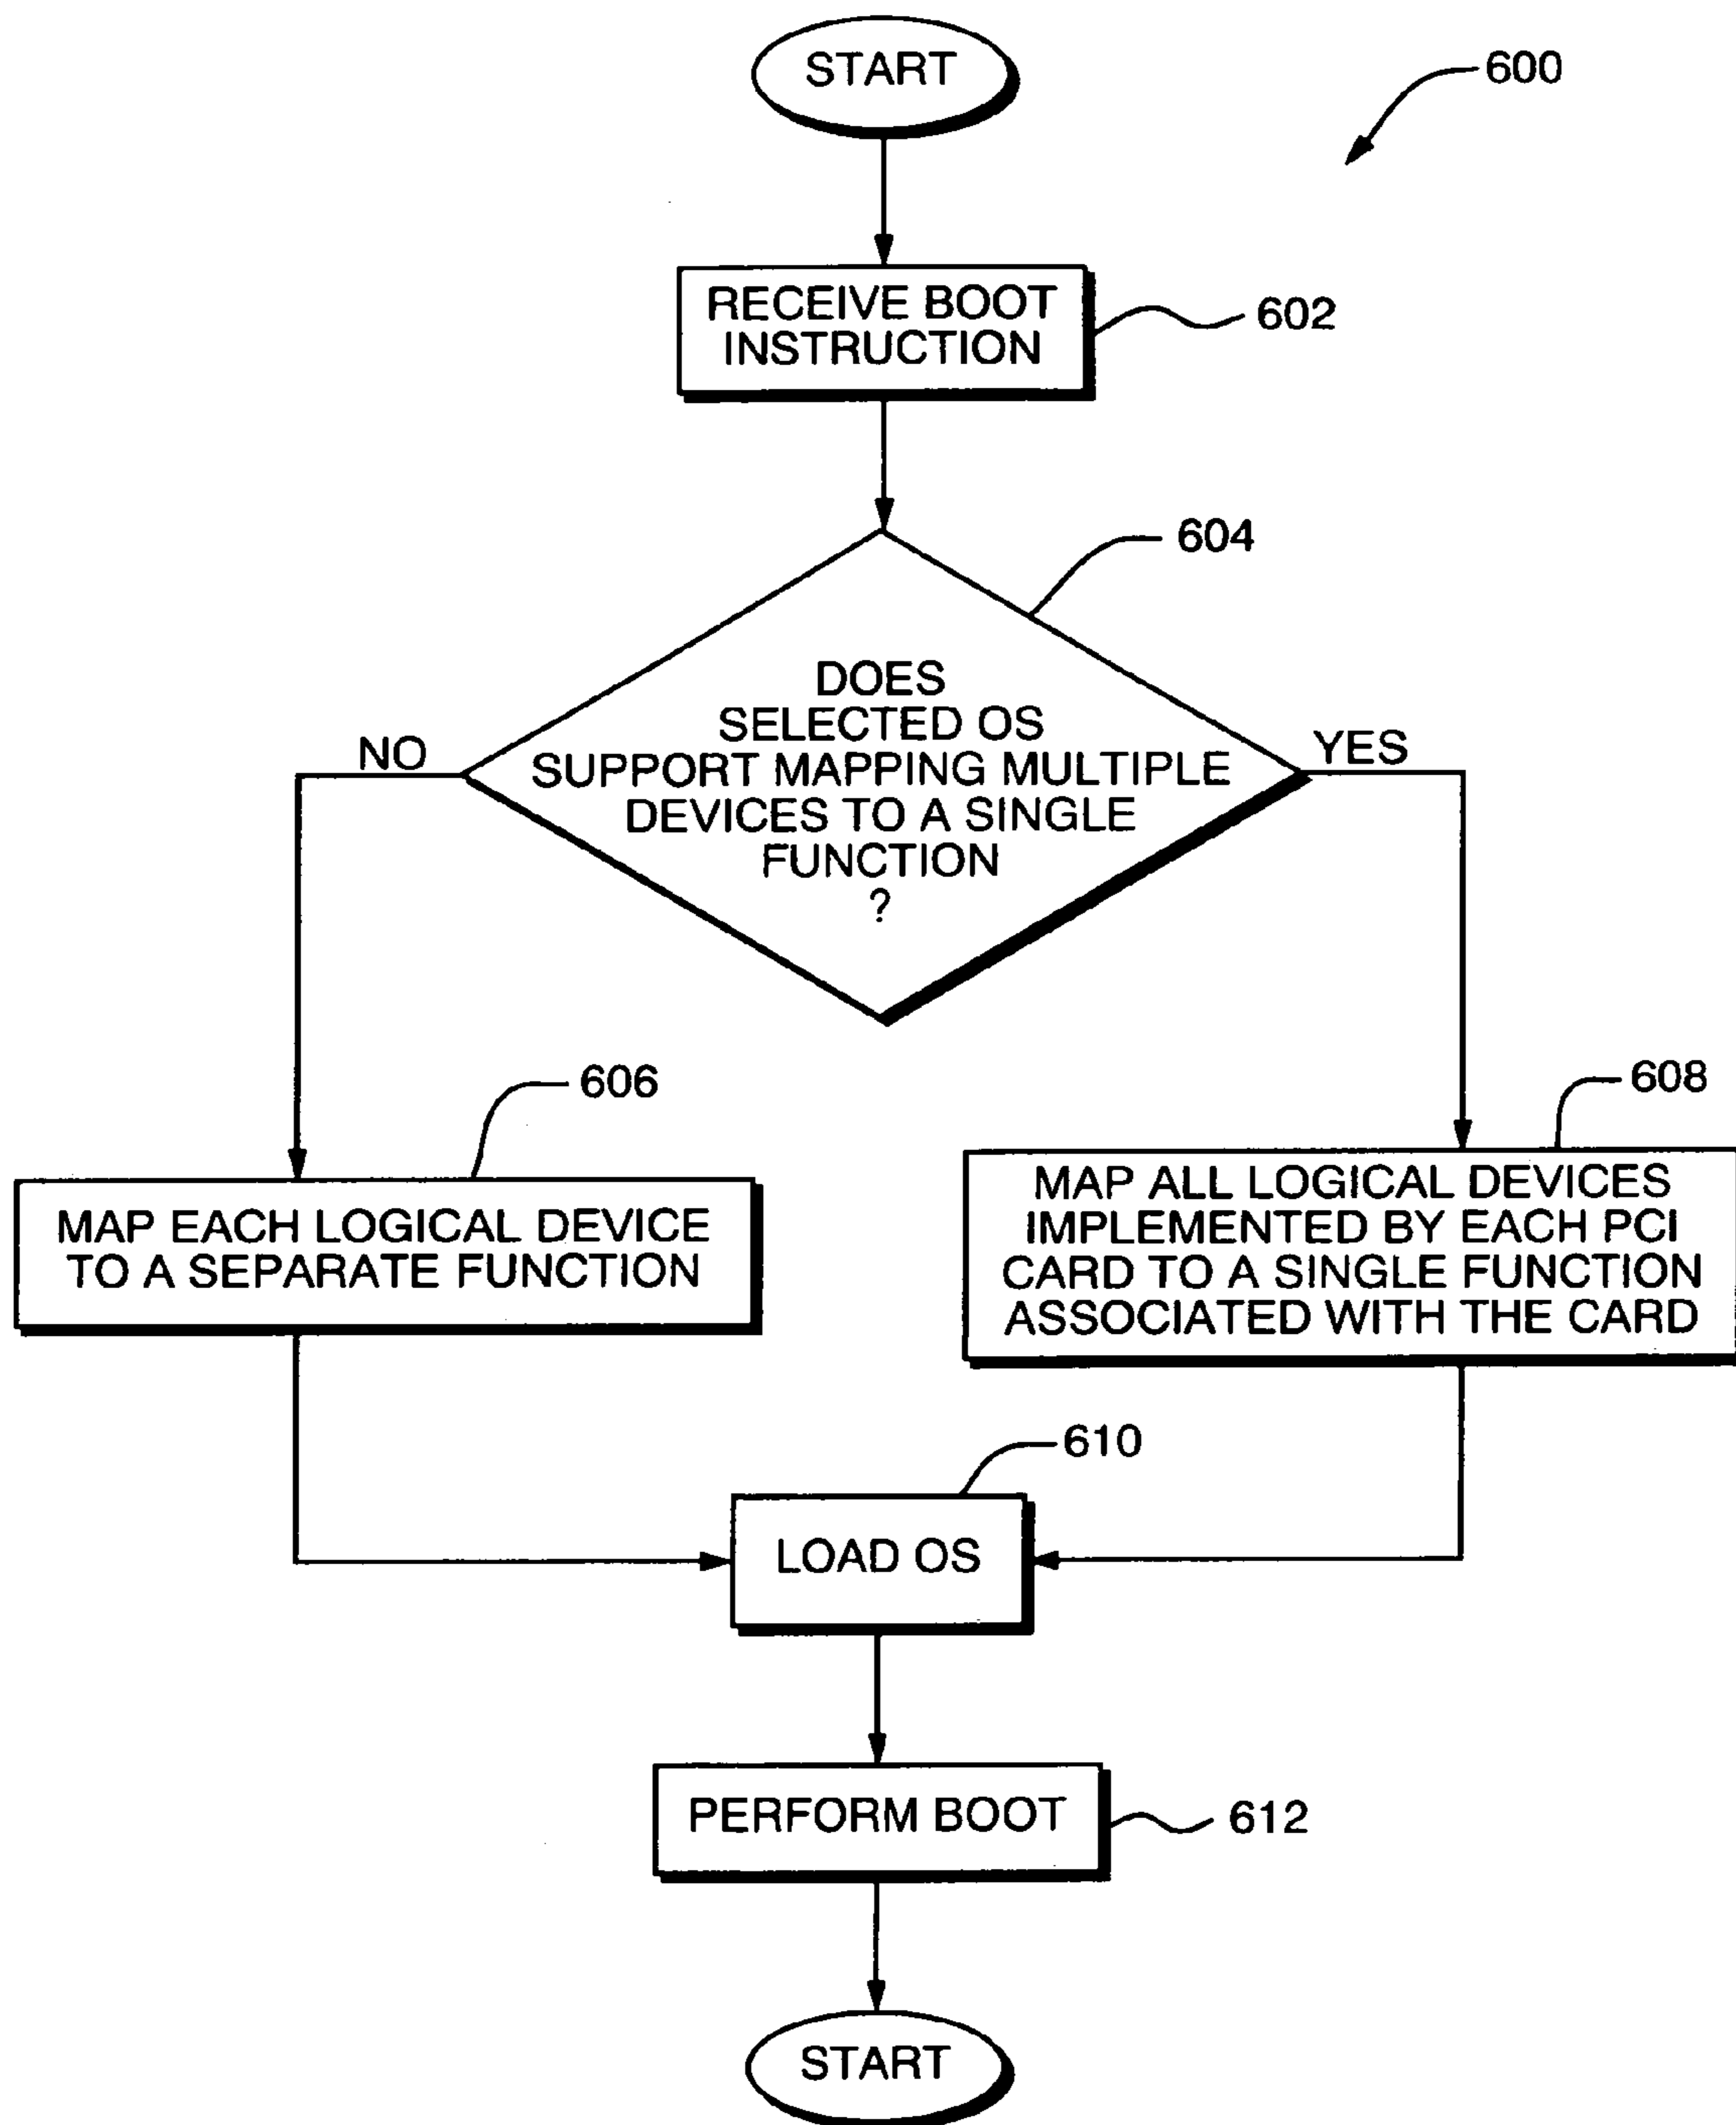 START
600
RECEIVE BOOT
INSTRUCTION
602
604
DOES
SELECTED OS
SUPPORT MAPPING MULTIPLE
DEVICES TO A SINGLE
FUNCTION
?
NO
YES
606
608
MAP EACH LOGICAL DEVICE
TO A SEPARATE FUNCTION
MAP ALL LOGICAL DEVICES
IMPLEMENTED BY EACH PCI
CARD TO A SINGLE FUNCTION
ASSOCIATED WITH THE CARD
610
LOAD OS
PERFORM BOOT
612
START